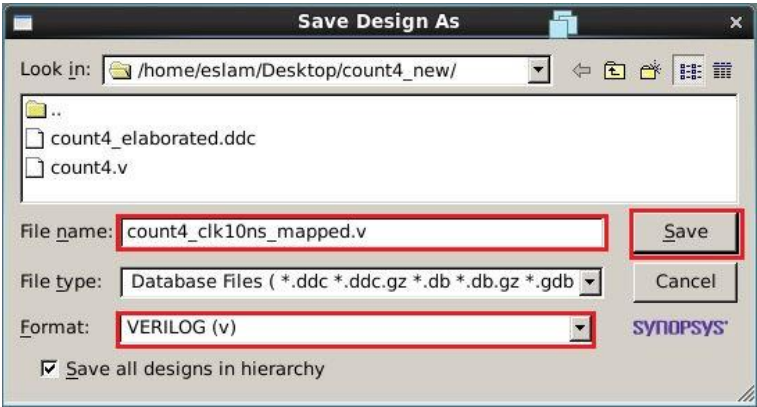 Save Design As
Look in: /home/eslam/Desktop/count4_new/
..
count4_elaborated.ddc
count4.v
File name: count4_clk10ns_mapped.v Save
File type: Database Files ( *.ddc *.ddc.gz *.db *.db.gz *.gdb Cancel
Format: VERILOG (v) SYNOPSYS
Save all designs in hierarchy